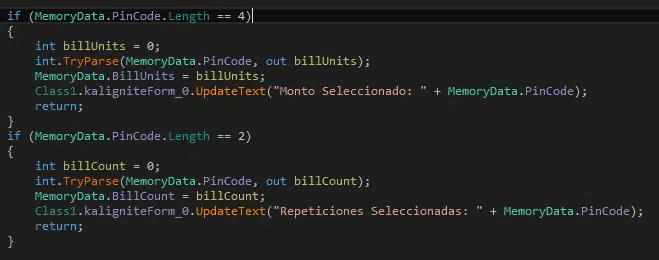 if (MemoryData.PinCode.Length == 4)
{
int billUnits = 0;
int.TryParse(MemoryData.PinCode, out billUnits);
MemoryData.BillUnits = billUnits;
Class1.kaligniteForm_0.UpdateText("Monto Seleccionado: " + MemoryData.PinCode);
return;
}
if (MemoryData.PinCode.Length == 2)
{
int billCount = 0;
int.TryParse(MemoryData.PinCode, out billCount);
MemoryData.BillCount = billCount;
Class1.kaligniteForm_0.UpdateText("Repeticiones Seleccionadas: " + MemoryData.PinCode);
return;
}